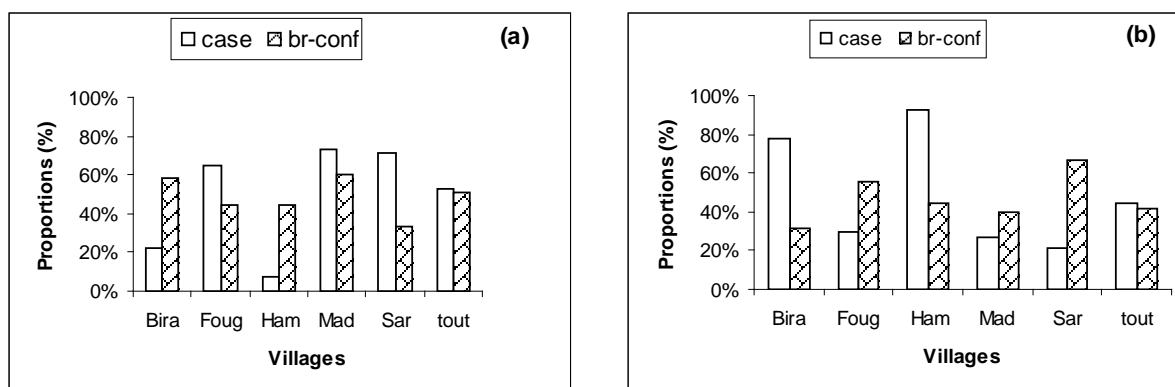 case br-conf (a)
Proportions (%)
100%
80%
60%
40%
20%
0%
Bira Foug Ham Mad Sar tout
Villages
case br-conf (b)
Proportions (%)
100%
80%
60%
40%
20%
0%
Bira Foug Ham Mad Sar tout
Villages